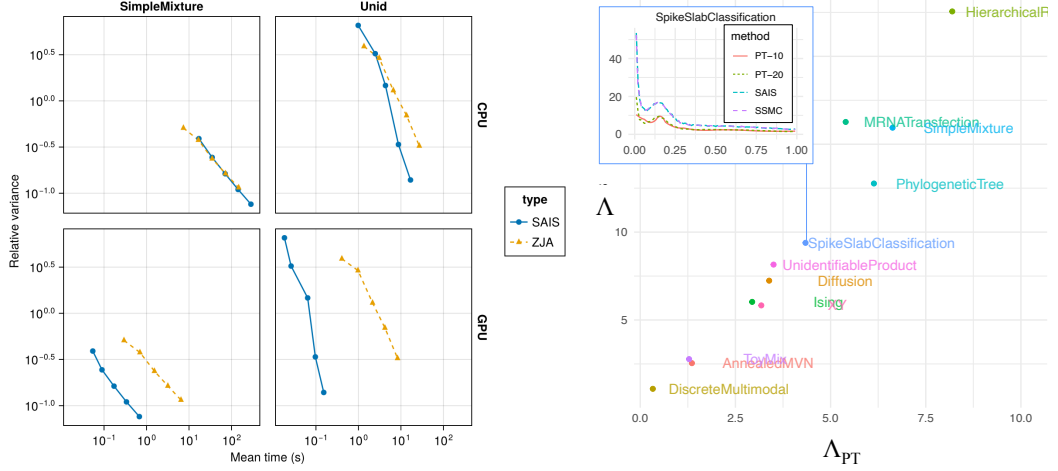 SimpleMixture
Unid
Relative variance
10^0.5
10^0.0
10^-0.5
10^-1.0
CPU
10^0.5
10^0.0
10^-0.5
10^-1.0
GPU
10^-1
10^0
10^1
10^2
10^-1
10^0
10^1
10^2
Mean time (s)
type
SAIS
ZJA
SpikeSlabClassification
method
PT-10
PT-20
SAIS
SSMC
40
20
0
0.00
0.25
0.50
0.75
1.00
HierarchicalR
MRNATransfection
SimpleMixture
PhylogeneticTree
SpikeSlabClassification
UnidentifiableProduct
Diffusion
Ising
XY
ToyMix
AnnealedMVN
DiscreteMultimodal
Λ
10
5
0.0
2.5
5.0
7.5
10.0
Λ_PT